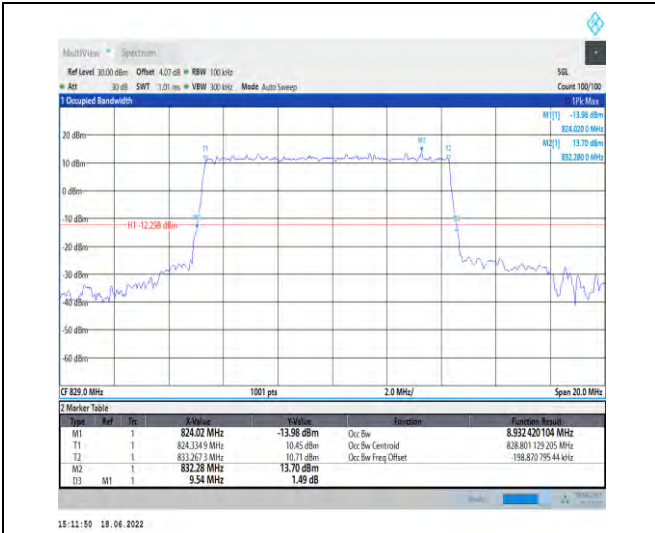 MultiView Spectrum
Ref Level 30.00 dBm Offset 4.07 dB RBW 100 kHz SGL
Att 30 dB SWT 1.01 ms VBW 300 kHz Mode Auto Sweep Count 100/100
1 Occupied Bandwidth 1Pk Max
M1[1] -13.98 dBm
824.020 0 MHz
M2[1] 13.70 dBm
832.280 0 MHz
M2
T1 T2
20 dBm
10 dBm
0 dBm
-10 dBm
H1 -12.298 dBm
-20 dBm
-30 dBm
-40 dBm
-50 dBm
-60 dBm
CF 829.0 MHz 1001 pts 2.0 MHz/ Span 20.0 MHz
2 Marker Table
Type Ref Trc X-Value Y-Value Function Function Result
M1 1 824.02 MHz -13.98 dBm Occ Bw 8.932 420 104 MHz
T1 1 824.334 9 MHz 10.45 dBm Occ Bw Centroid 828.801 129 205 MHz
T2 1 833.267 3 MHz 10.71 dBm Occ Bw Freq Offset -198.870 795 44 kHz
M2 1 832.28 MHz 13.70 dBm
D3 M1 1 9.54 MHz 1.49 dB
15:11:50 18.06.2022